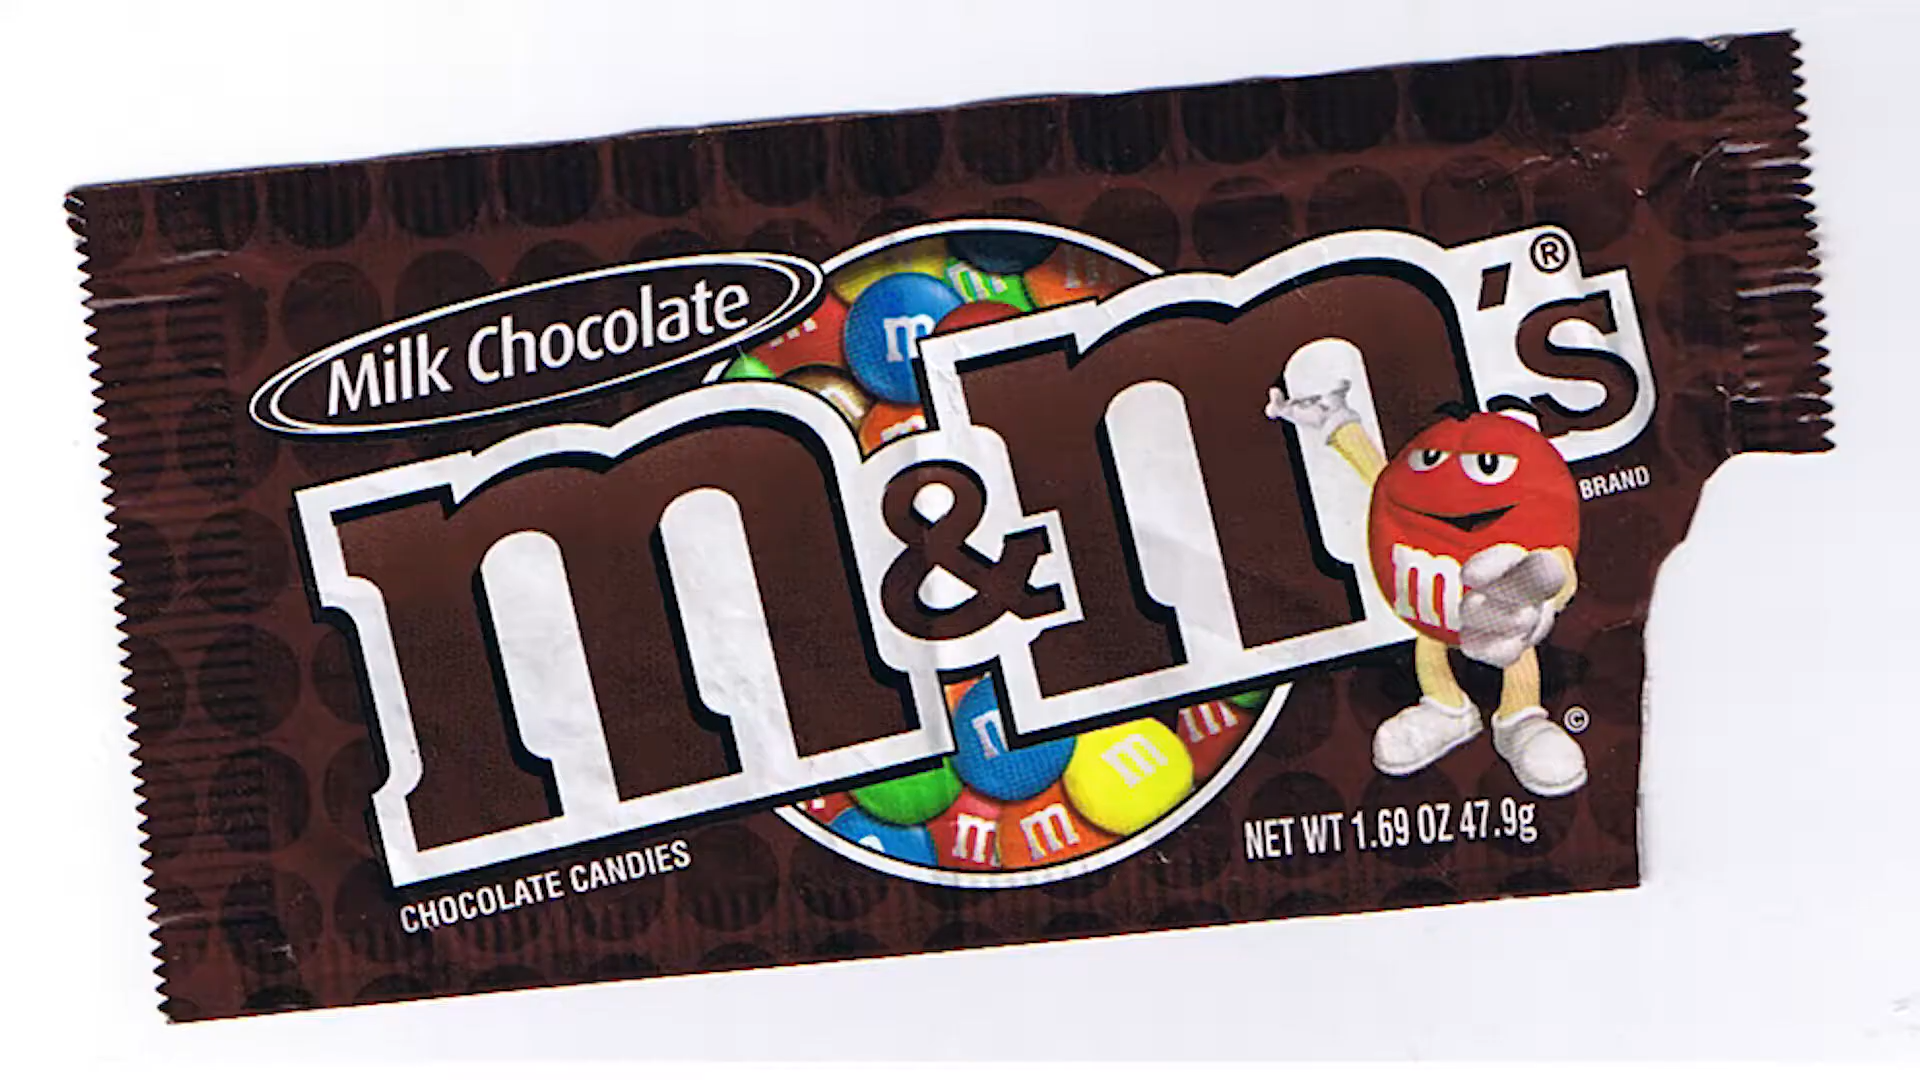 Milk Chocolate
m&m's®
BRAND
m
©
NET WT 1.69 OZ 47.9g
CHOCOLATE CANDIES